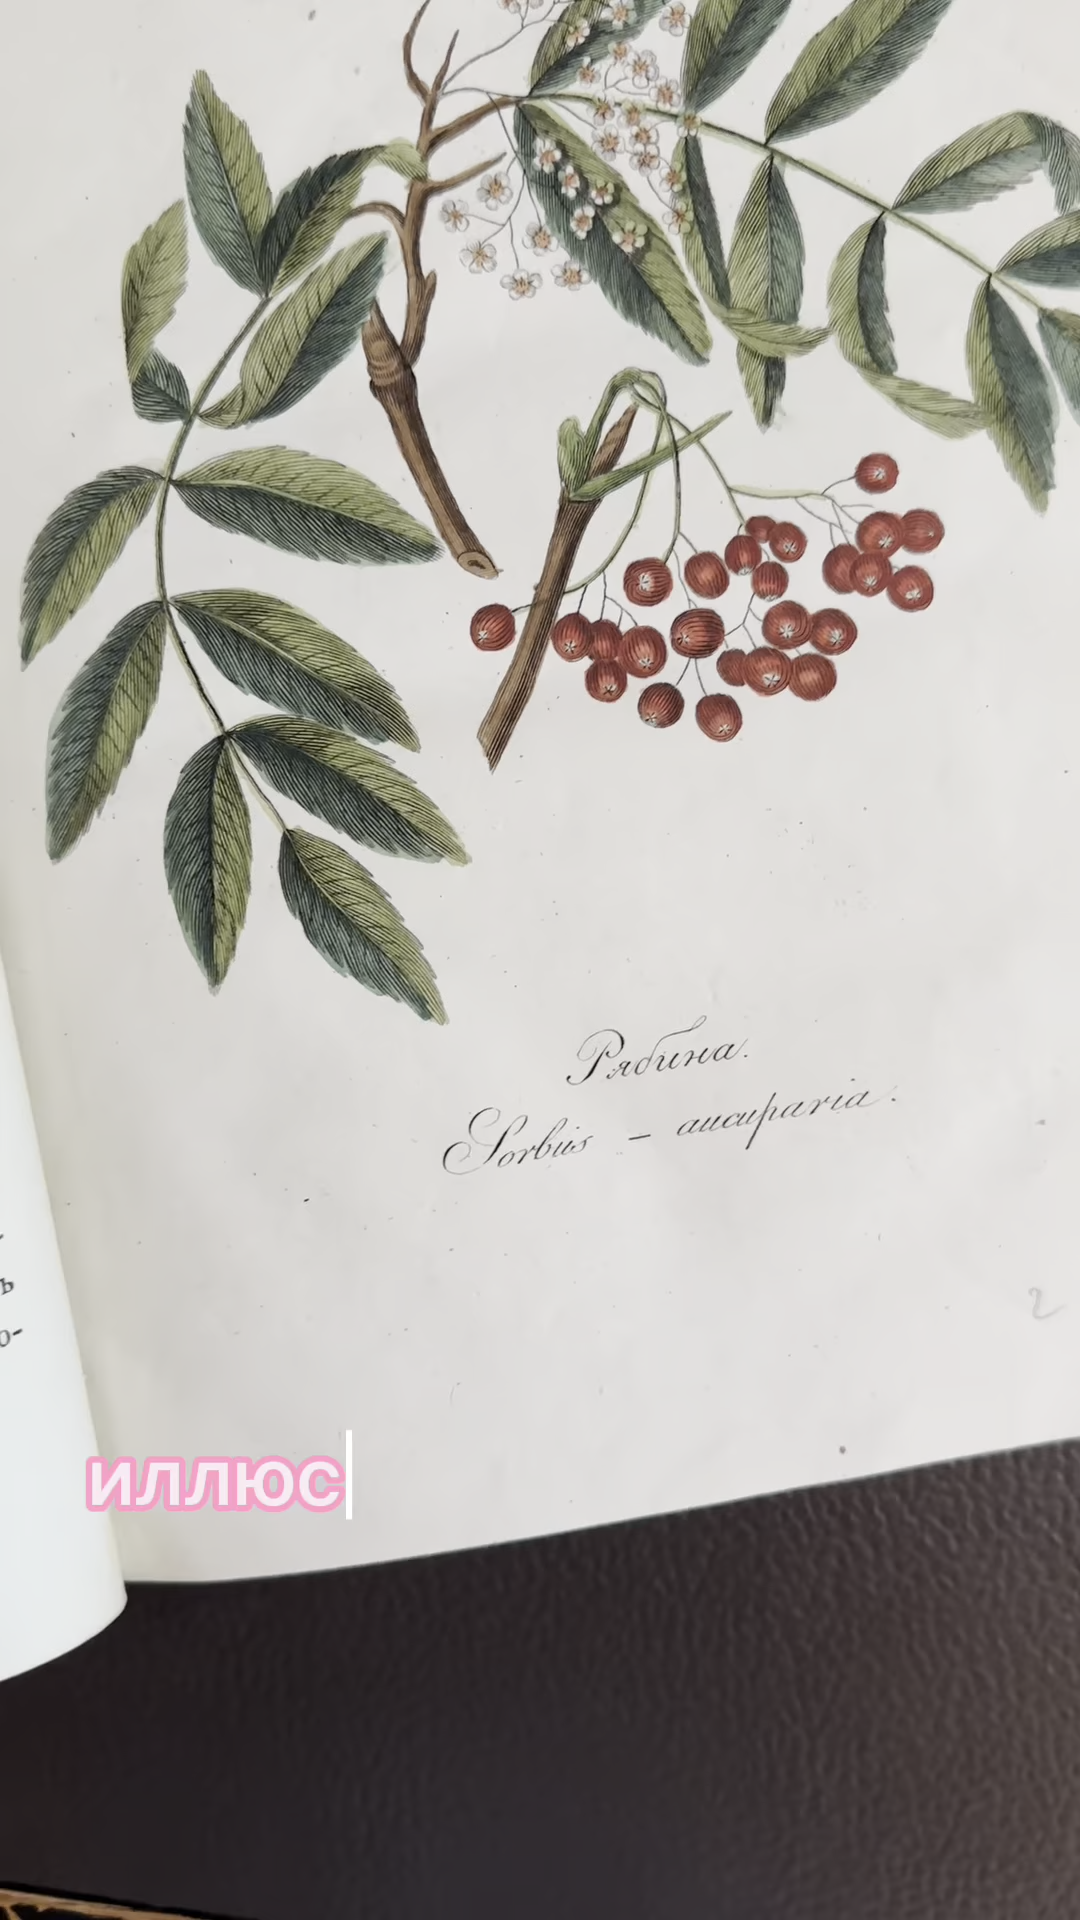 Рябина.
Sorbus – aucuparia.
ь
о-
2
иллюс